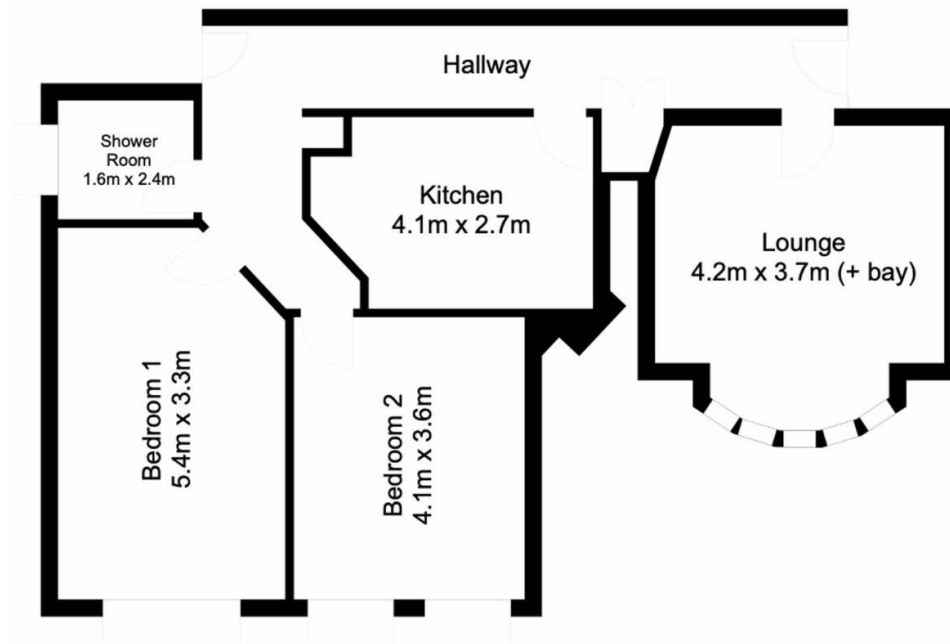 Hallway
Shower
Room
1.6m x 2.4m
Kitchen
4.1m x 2.7m
Lounge
4.2m x 3.7m (+ bay)
Bedroom 1
5.4m x 3.3m
Bedroom 2
4.1m x 3.6m